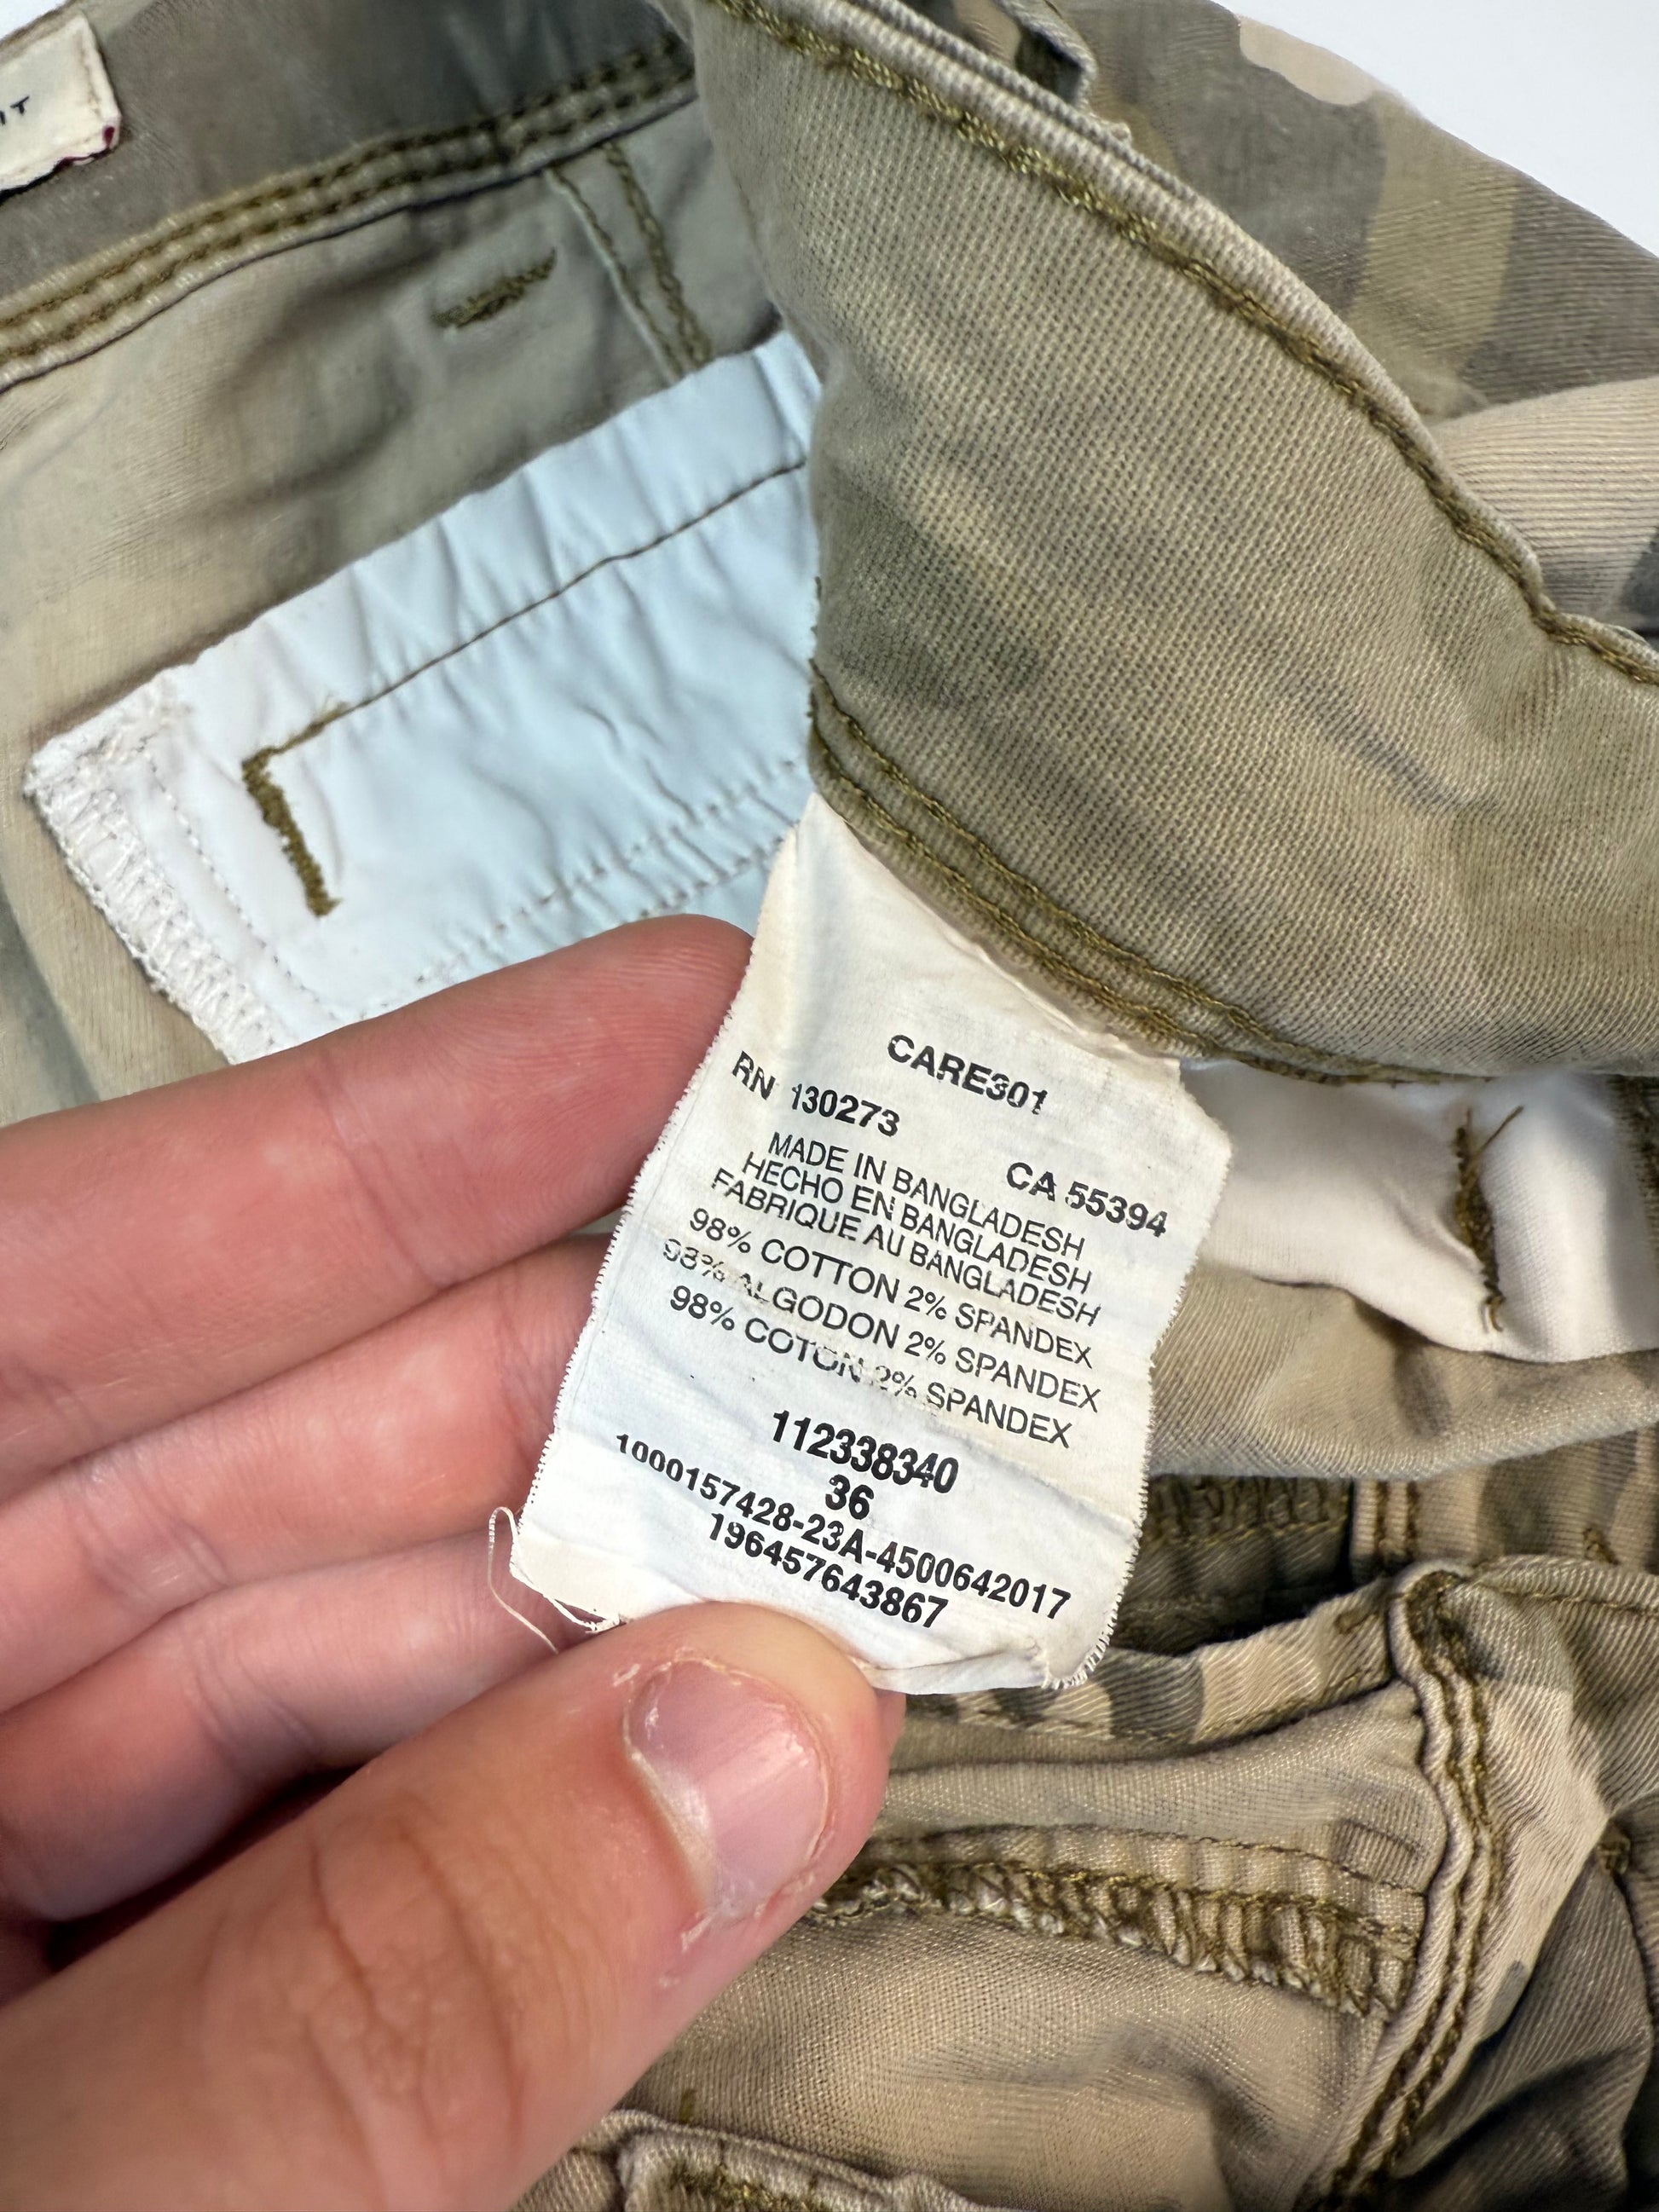 IT
CARE301
RN 130273
CA 55394
MADE IN BANGLADESH
HECHO EN BANGLADESH
FABRIQUE AU BANGLADESH
98% COTTON 2% SPANDEX
98% ALGODON 2% SPANDEX
98% COTON 2% SPANDEX
112338340
36
1000157428-23A-4500642017
196457643867